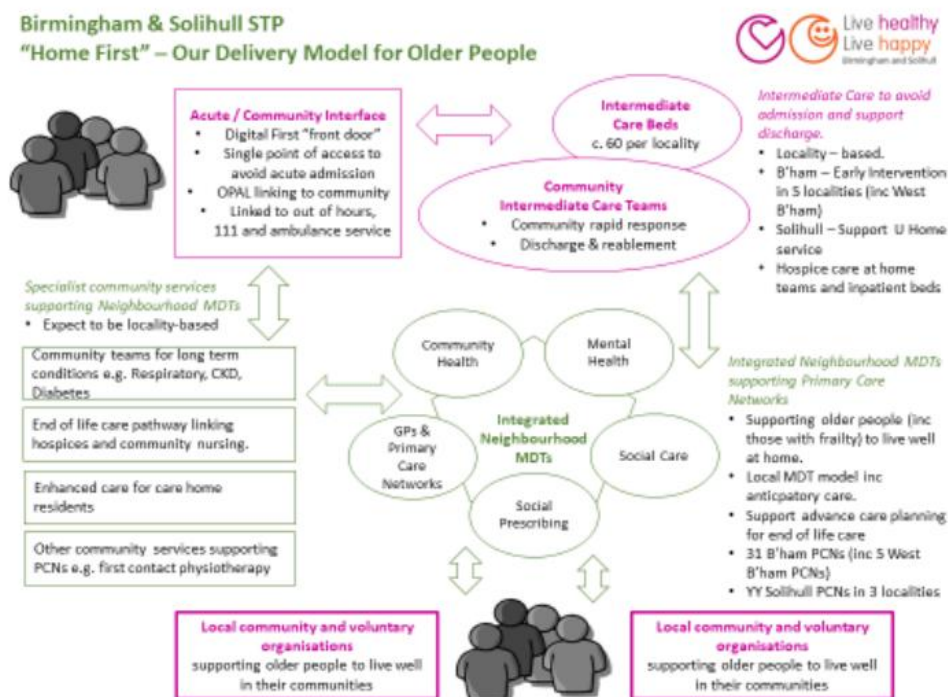 Birmingham & Solihull STP
"Home First" – Our Delivery Model for Older People
Live healthy
Live happy
Birmingham and Solihull
Acute / Community Interface
• Digital First "front door"
• Single point of access to
avoid acute admission
• OPAL linking to community
• Linked to out of hours,
111 and ambulance service
Intermediate
Care Beds
c. 60 per locality
Community
Intermediate Care Teams
• Community rapid response
• Discharge & reablement
Intermediate Care to avoid
admission and support
discharge.
• Locality – based.
• B'ham – Early Intervention
in 5 localities (inc West
B'ham)
• Solihull – Support U Home
service
• Hospice care at home
teams and inpatient beds
Specialist community services
supporting Neighbourhood MDTs
• Expect to be locality-based
Community teams for long term
conditions e.g. Respiratory, CKD,
Diabetes
End of life care pathway linking
hospices and community nursing.
Enhanced care for care home
residents
Other community services supporting
PCNs e.g. first contact physiotherapy
Community
Health
Mental
Health
GPs &
Primary
Care
Networks
Integrated
Neighbourhood
MDTs
Social Care
Social
Prescribing
Integrated Neighbourhood MDTs
supporting Primary Care
Networks
• Supporting older people (inc
those with frailty) to live well
at home.
• Local MDT model inc
anticpatory care.
• Support advance care planning
for end of life care
• 31 B'ham PCNs (inc 5 West
B'ham PCNs)
• YY Solihull PCNs in 3 localities
Local community and voluntary
organisations
supporting older people to live well
in their communities
Local community and voluntary
organisations
supporting older people to live well
in their communities